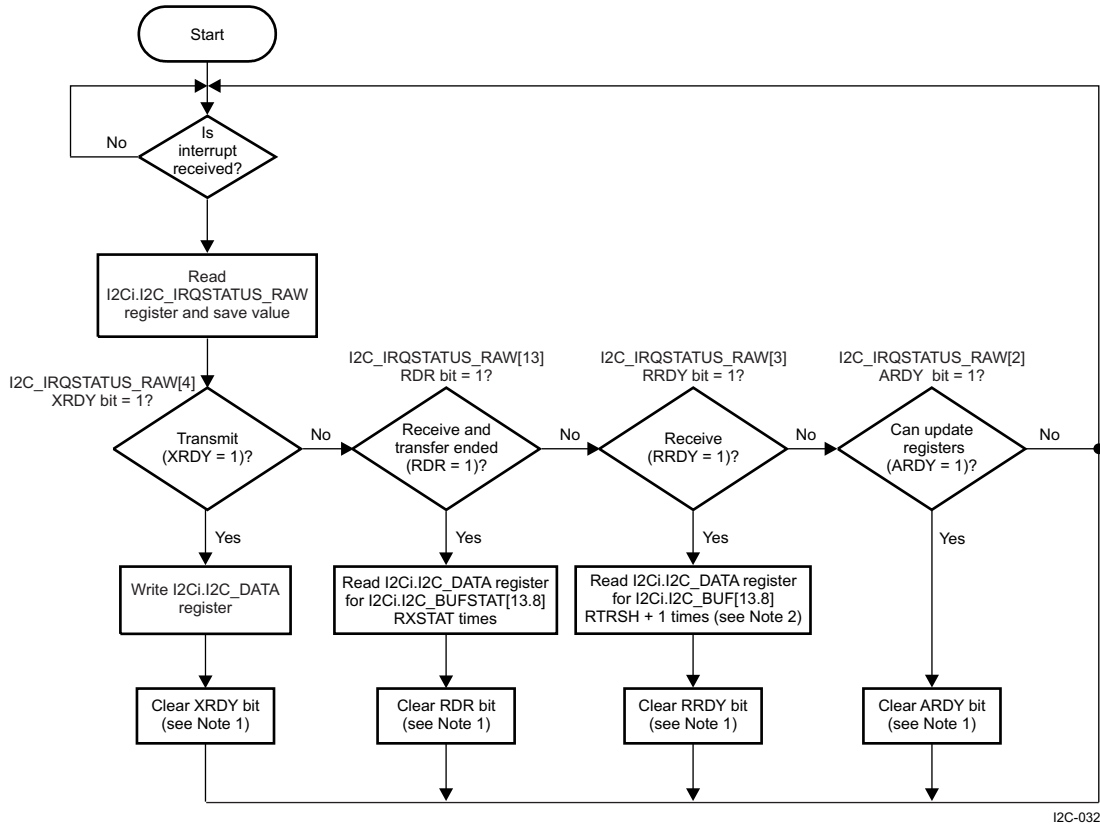 Start
Is
interrupt
received?
No
Read
I2Ci.I2C_IRQSTATUS_RAW
register and save value
I2C_IRQSTATUS_RAW[4]
XRDY bit = 1?
I2C_IRQSTATUS_RAW[13]
RDR bit = 1?
I2C_IRQSTATUS_RAW[3]
RRDY bit = 1?
I2C_IRQSTATUS_RAW[2]
ARDY bit = 1?
Transmit
(XRDY = 1)?
No
Receive and
transfer ended
(RDR = 1)?
No
Receive
(RRDY = 1)?
No
Can update
registers
(ARDY = 1)?
No
Yes
Yes
Yes
Yes
Write I2Ci.I2C_DATA
register
Read I2Ci.I2C_DATA register
for I2Ci.I2C_BUFSTAT[13.8]
RXSTAT times
Read I2Ci.I2C_DATA register
for I2Ci.I2C_BUF[13.8]
RTRSH + 1 times (see Note 2)
Clear XRDY bit
(see Note 1)
Clear RDR bit
(see Note 1)
Clear RRDY bit
(see Note 1)
Clear ARDY bit
(see Note 1)
I2C-032